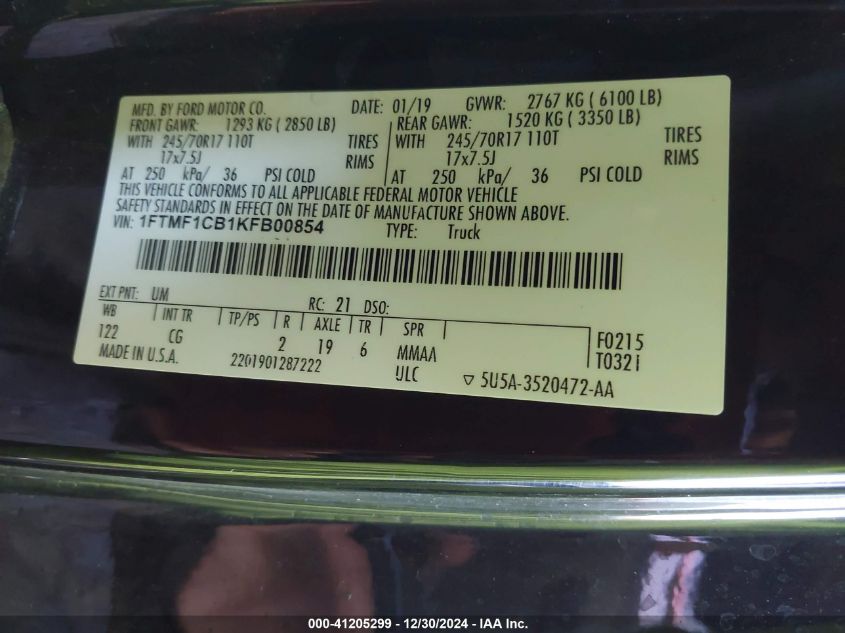 MFD. BY FORD MOTOR CO. DATE: 01/19 GVWR: 2767 KG ( 6100 LB)
FRONT GAWR: 1293 KG ( 2850 LB) REAR GAWR: 1520 KG ( 3350 LB)
WITH 245/70R17 110T TIRES WITH 245/70R17 110T TIRES
17x7.5J RIMS 17x7.5J RIMS
AT 250 kPa/ 36 PSI COLD AT 250 kPa/ 36 PSI COLD
THIS VEHICLE CONFORMS TO ALL APPLICABLE FEDERAL MOTOR VEHICLE
SAFETY STANDARDS IN EFFECT ON THE DATE OF MANUFACTURE SHOWN ABOVE.
VIN: 1FTMF1CB1KFB00854 TYPE: Truck
EXT PNT: UM RC: 21 DSO:
WB INT TR TP/PS R AXLE TR SPR F0215
122 CG 2 19 6 MMAA T032i
MADE IN U.S.A. 2201901287222 ULC ▽ 5U5A-3520472-AA
000-41205299 - 12/30/2024 - IAA Inc.